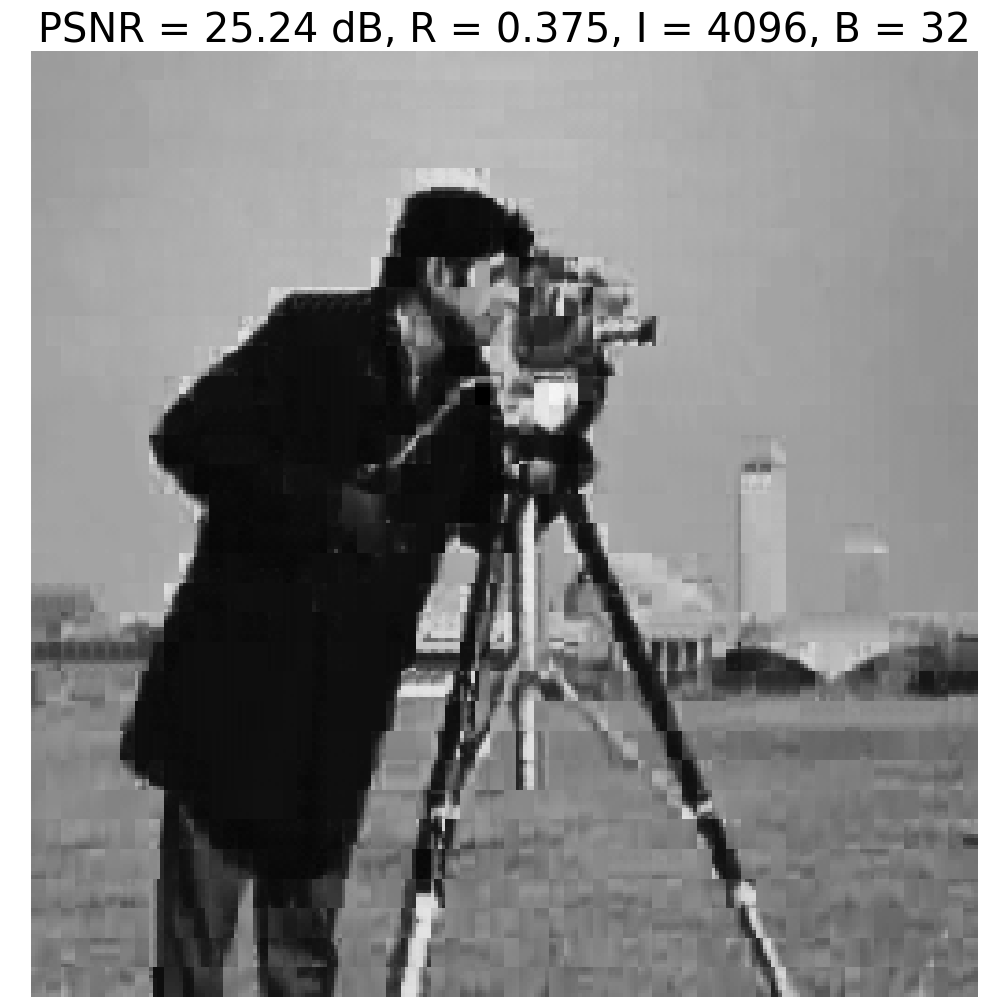 PSNR = 25.24 dB, R = 0.375, I = 4096, B = 32